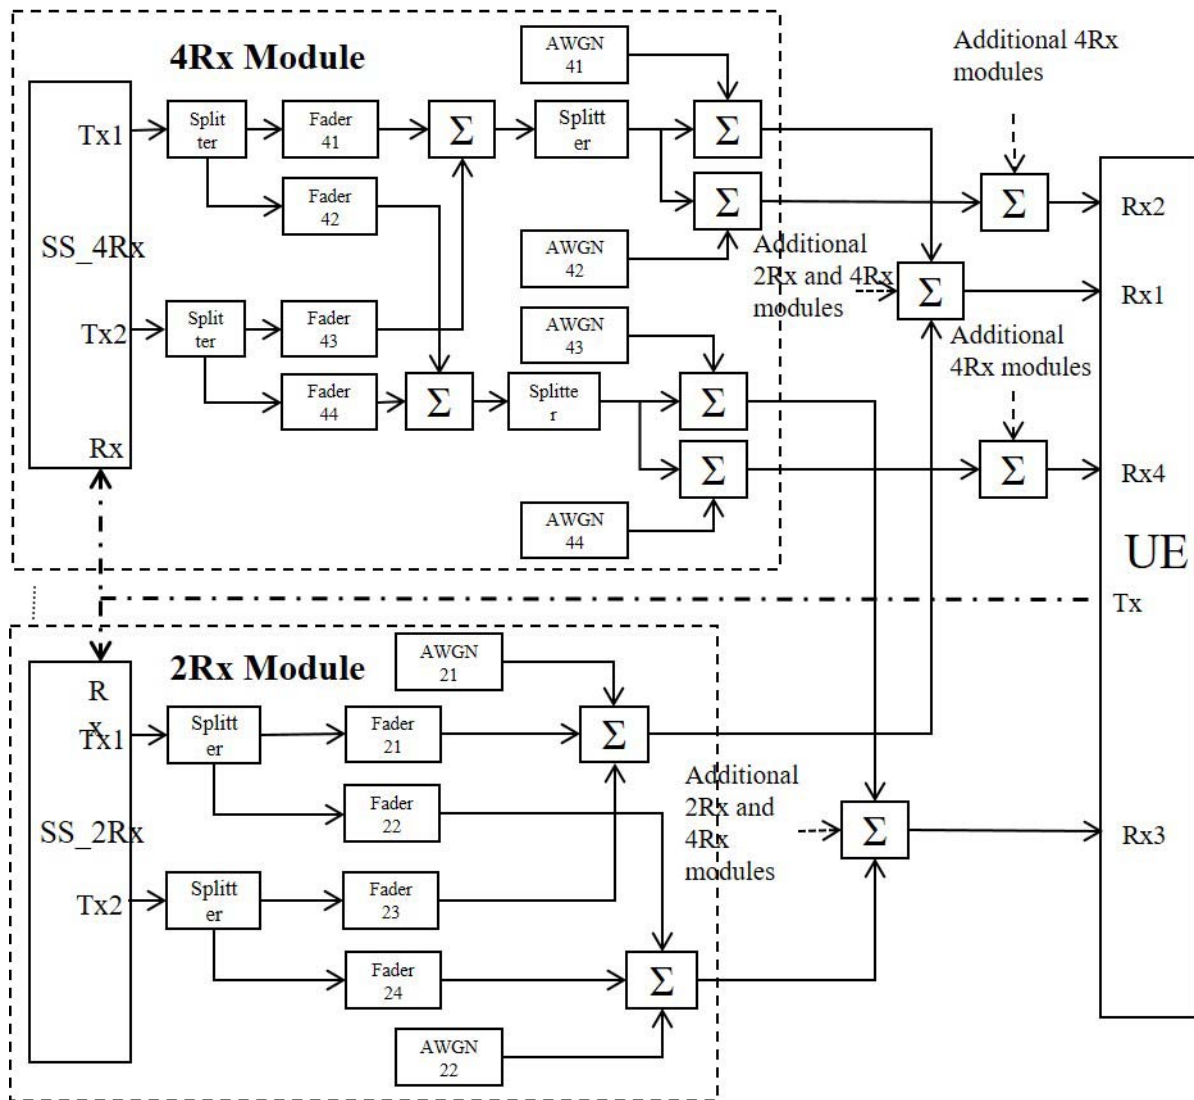 4Rx Module
AWGN
41
Additional 4Rx
modules
Tx1
Split
ter
Fader
41
Σ
Splitt
er
Σ
Fader
42
Σ
Σ
Rx2
SS_4Rx
AWGN
42
Additional
2Rx and 4Rx
modules
Σ
Rx1
Tx2
Split
ter
Fader
43
AWGN
43
Additional
4Rx modules
Fader
44
Σ
Splitte
r
Σ
Rx
Σ
Σ
Rx4
AWGN
44
UE
Tx
2Rx Module
AWGN
21
R
x
Tx1
Splitt
er
Fader
21
Σ
Fader
22
Additional
2Rx and
4Rx
modules
SS_2Rx
Σ
Rx3
Tx2
Splitt
er
Fader
23
Fader
24
Σ
AWGN
22